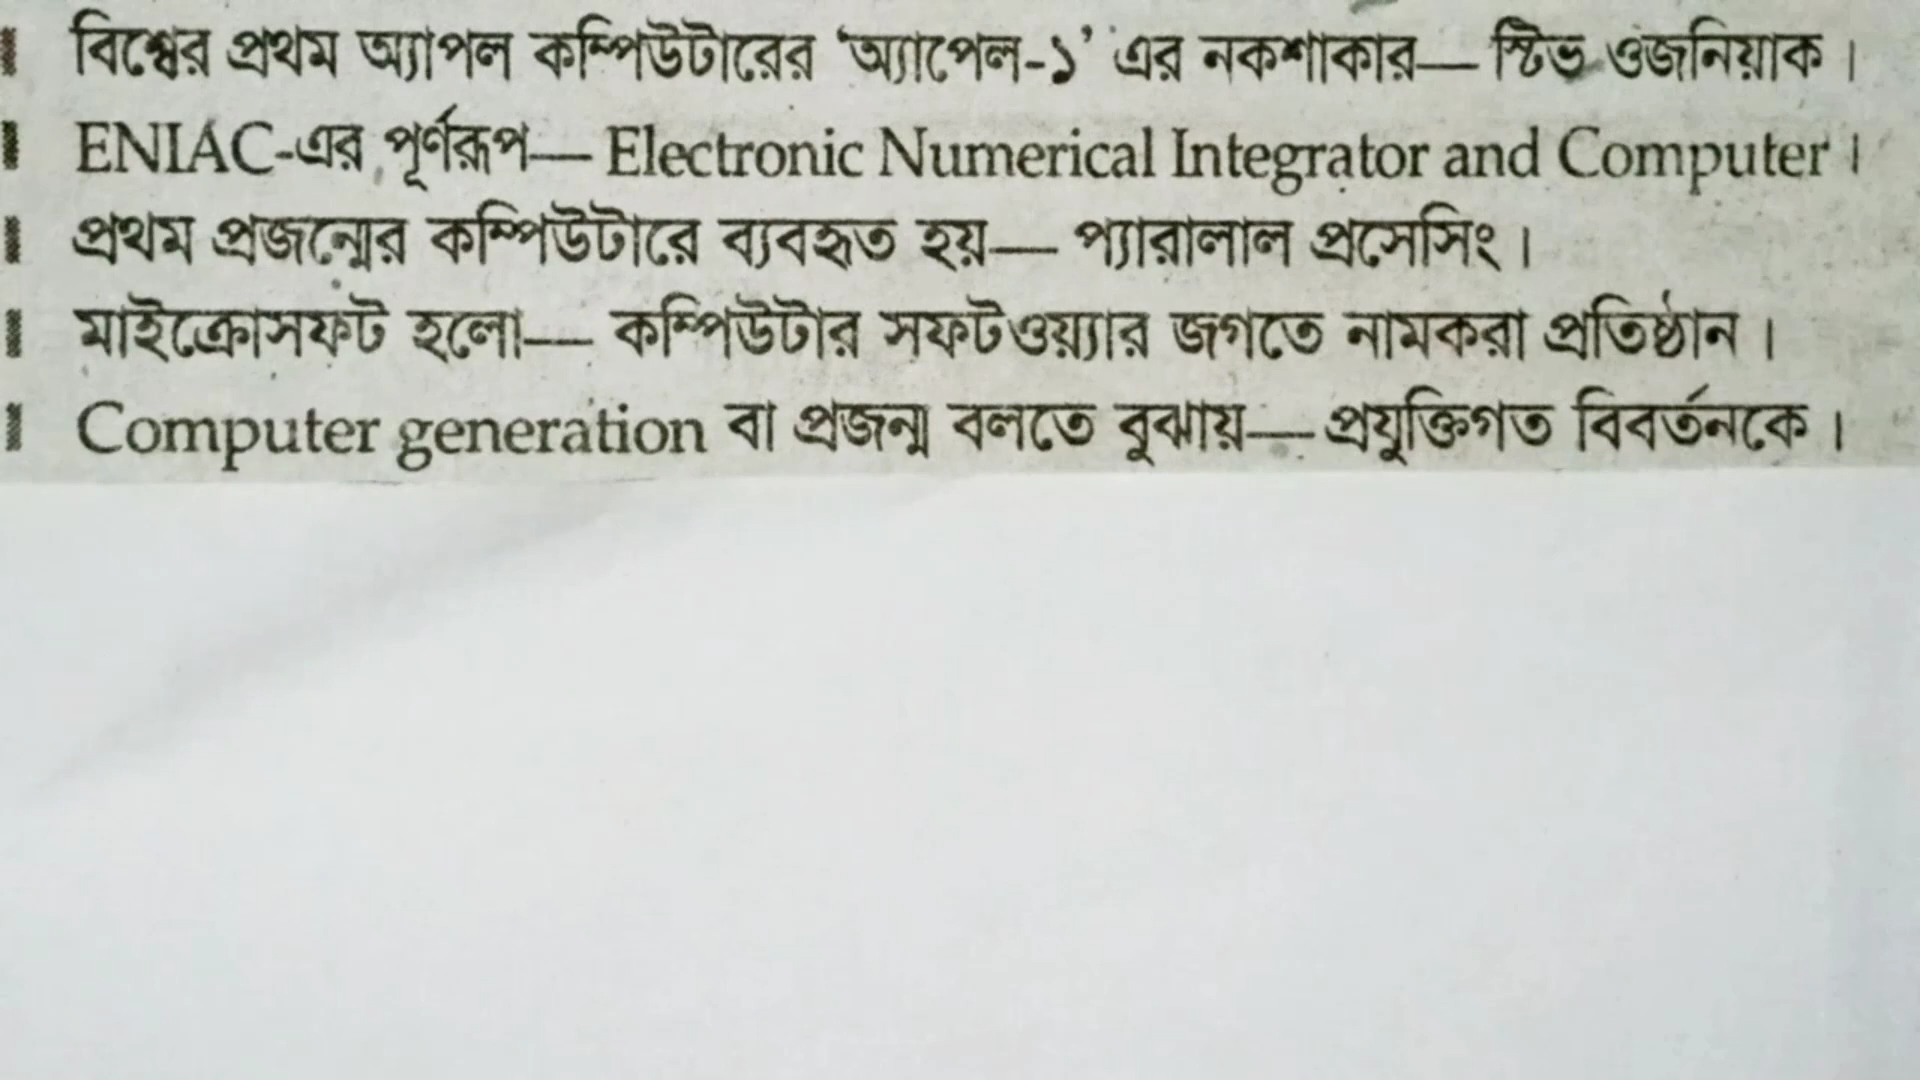 বিশ্বের প্রথম অ্যাপল কম্পিউটারের ‘অ্যাপেল-১’ এর নকশাকার— স্টিভ ওজনিয়াক।
ENIAC-এর পূর্ণরূপ— Electronic Numerical Integrator and Computer।
প্রথম প্রজন্মের কম্পিউটারে ব্যবহৃত হয়— প্যারালাল প্রসেসিং।
মাইক্রোসফট হলো— কম্পিউটার সফটওয়্যার জগতে নামকরা প্রতিষ্ঠান।
Computer generation বা প্রজন্ম বলতে বুঝায়— প্রযুক্তিগত বিবর্তনকে।